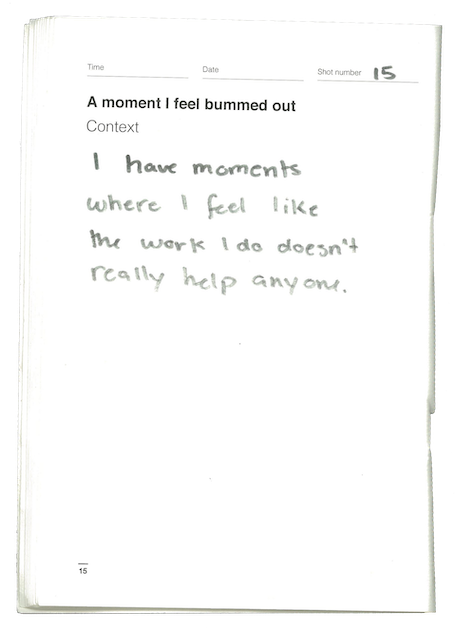 Time Date Shot number 15
A moment I feel bummed out
Context
I have moments
where I feel like
the work I do doesn't
really help anyone.
15